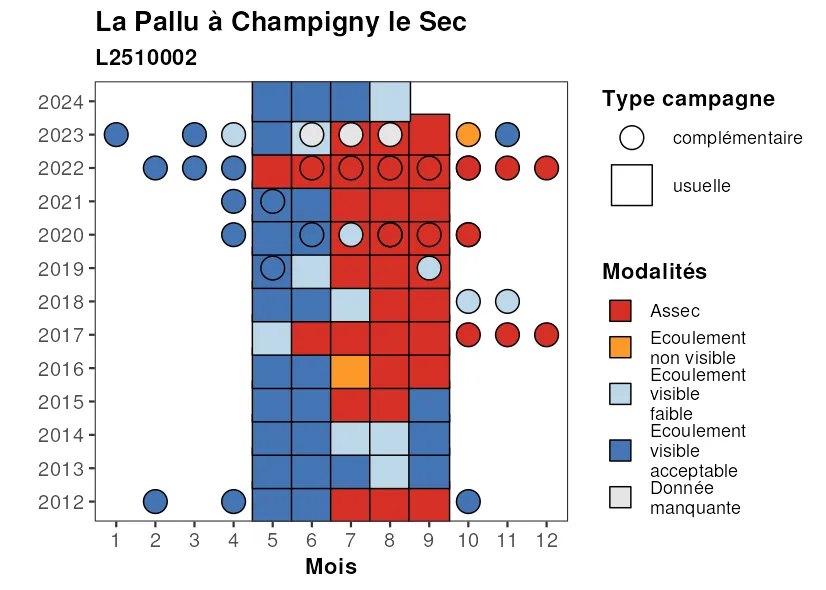 La Pallu à Champigny le Sec
L2510002
2024
2023
2022
2021
2020
2019
2018
2017
2016
2015
2014
2013
2012
1 2 3 4 5 6 7 8 9 10 11 12
Mois
Type campagne
complémentaire
usuelle
Modalités
Assec
Ecoulement
non visible
Ecoulement
visible
faible
Ecoulement
visible
acceptable
Donnée
manquante